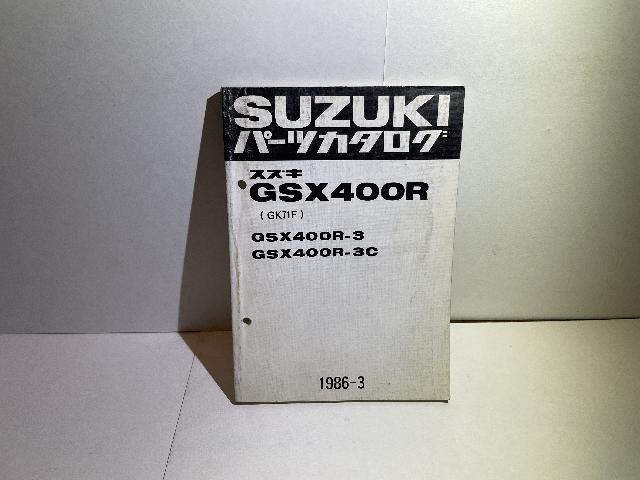 SUZUKI
パーツカタログ
スズキ
GSX400R
(GK71F)
GSX400R-3
GSX400R-3C
1986-3